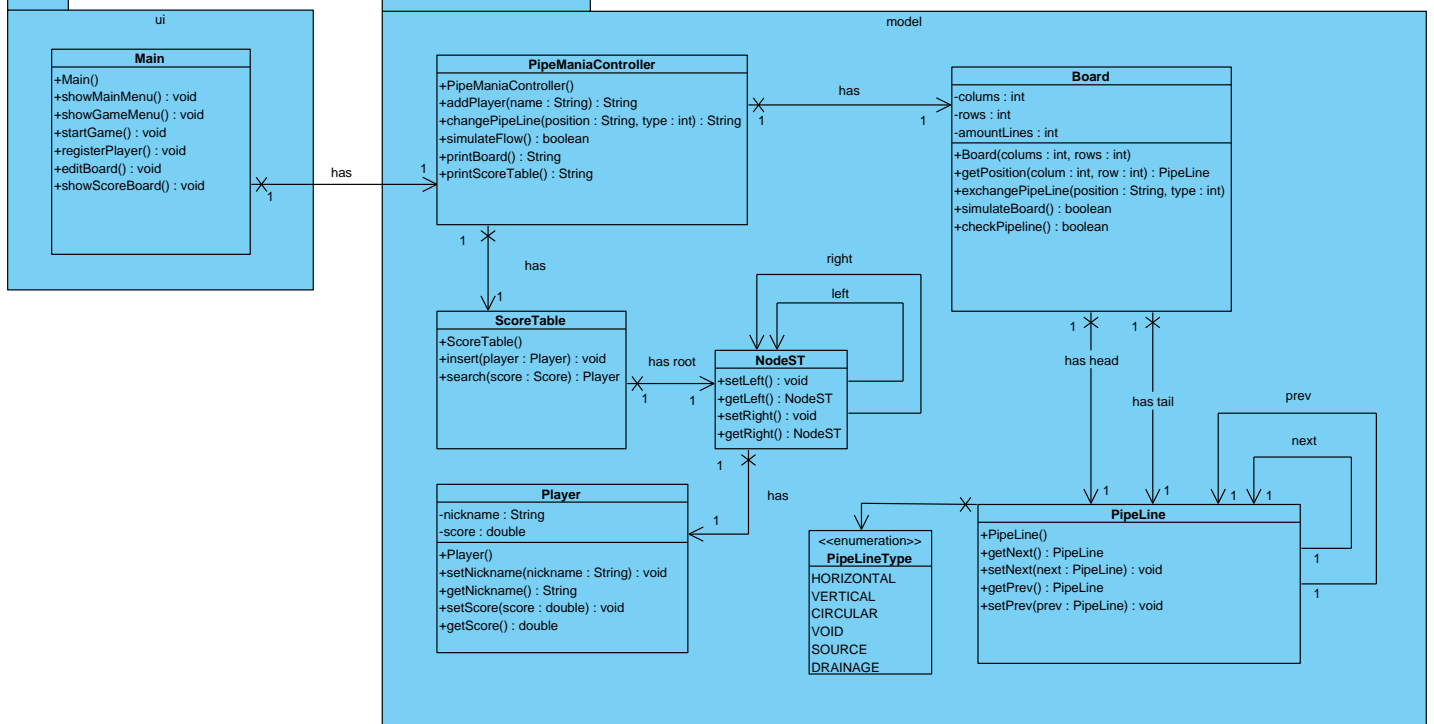 ui
Main
+Main()
+showMainMenu() : void
+showGameMenu() : void
+startGame() : void
+registerPlayer() : void
+editBoard() : void
+showScoreBoard() : void
1
has
1
model
PipeManiaController
+PipeManiaController()
+addPlayer(name : String) : String
+changePipeLine(position : String, type : int) : String
+simulateFlow() : boolean
+printBoard() : String
+printScoreTable() : String
1
has
1
Board
-colums : int
-rows : int
-amountLines : int
+Board(colums : int, rows : int)
+getPosition(colum : int, row : int) : PipeLine
+exchangePipeLine(position : String, type : int)
+simulateBoard() : boolean
+checkPipeline() : boolean
1
has
1
ScoreTable
+ScoreTable()
+insert(player : Player) : void
+search(score : Score) : Player
has root
1
1
right
left
NodeST
+setLeft() : void
+getLeft() : NodeST
+setRight() : void
+getRight() : NodeST
1
has
1
Player
-nickname : String
-score : double
+Player()
+setNickname(nickname : String) : void
+getNickname() : String
+setScore(score : double) : void
+getScore() : double
1
1
has head
has tail
1
1
prev
next
1
1
PipeLine
+PipeLine()
+getNext() : PipeLine
+setNext(next : PipeLine) : void
+getPrev() : PipeLine
+setPrev(prev : PipeLine) : void
1
1
<<enumeration>>
PipeLineType
HORIZONTAL
VERTICAL
CIRCULAR
VOID
SOURCE
DRAINAGE